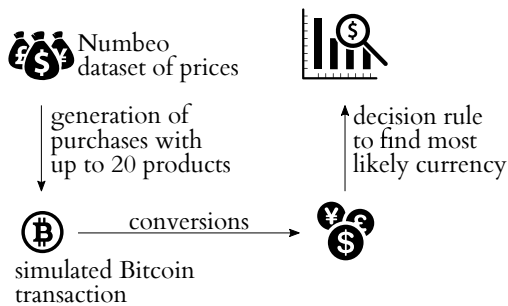 Numbeo
dataset of prices
generation of
purchases with
up to 20 products
simulated Bitcoin
transaction
conversions
decision rule
to find most
likely currency